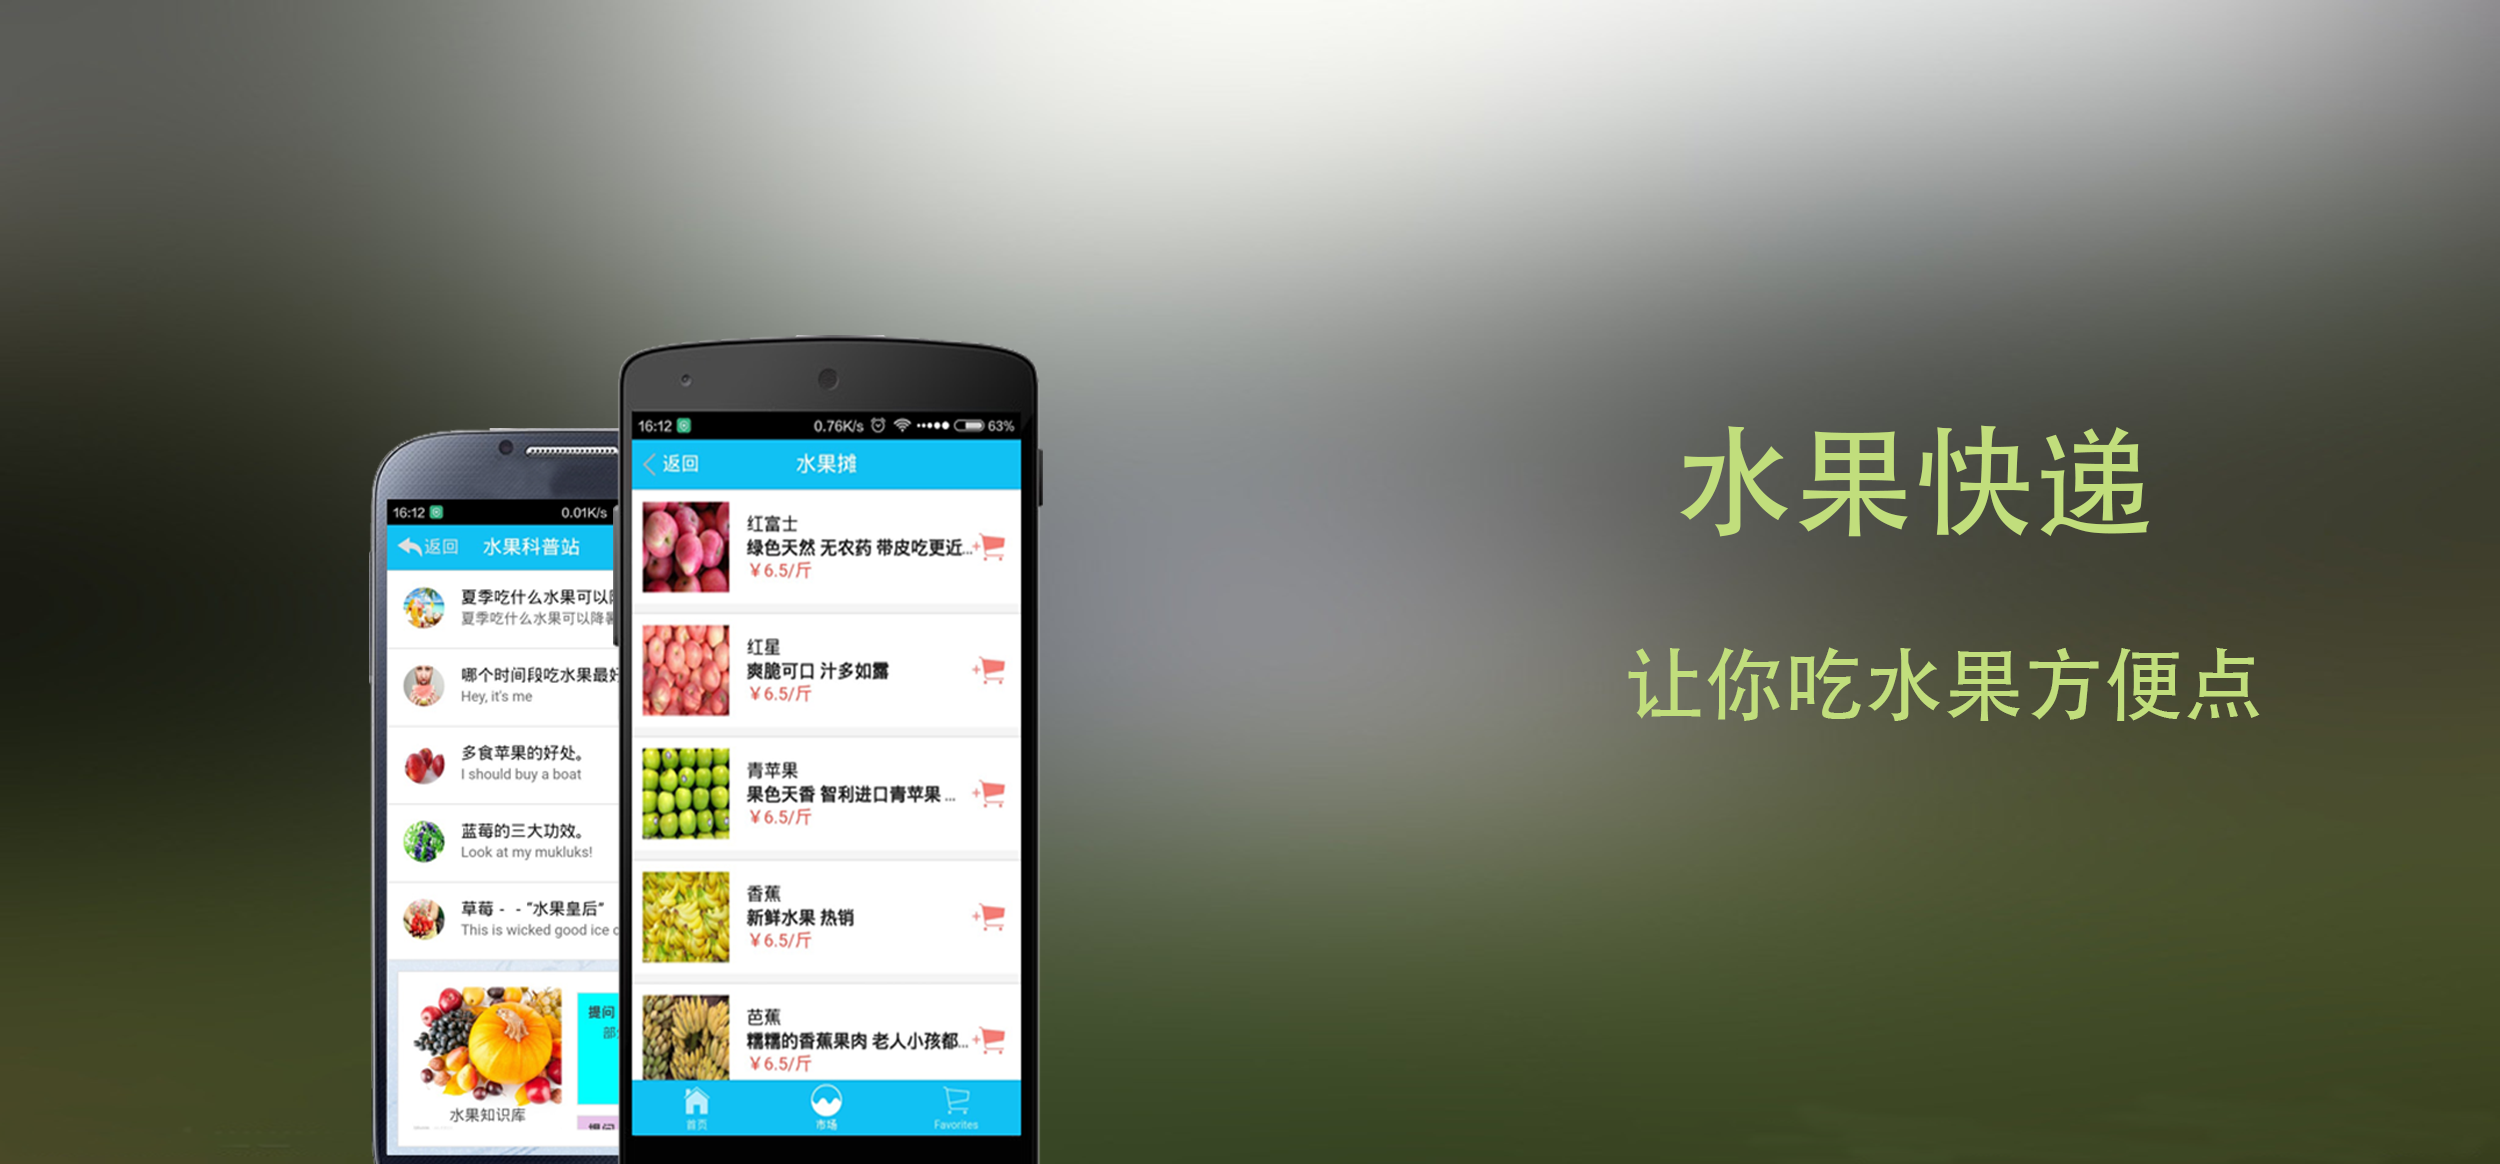 16:12
0.01K/s
返回
水果科普站
夏季吃什么水果可以
夏季吃什么水果可以降
哪个时间段吃水果最
Hey, it's me
多食苹果的好处。
I should buy a boat
蓝莓的三大功效。
Look at my mukluks!
草莓 - - “水果皇后”
This is wicked good ice
水果知识库
提问
提问
16:12
0.76K/s
63%
返回
水果摊
红富士
绿色天然 无农药 带皮吃更近...
¥6.5/斤
红星
爽脆可口 汁多如露
¥6.5/斤
青苹果
果色天香 智利进口青苹果 ...
¥6.5/斤
香蕉
新鲜水果 热销
¥6.5/斤
芭蕉
糯糯的香蕉果肉 老人小孩都...
¥6.5/斤
首页
市场
Favorites
水果快递
让你吃水果方便点